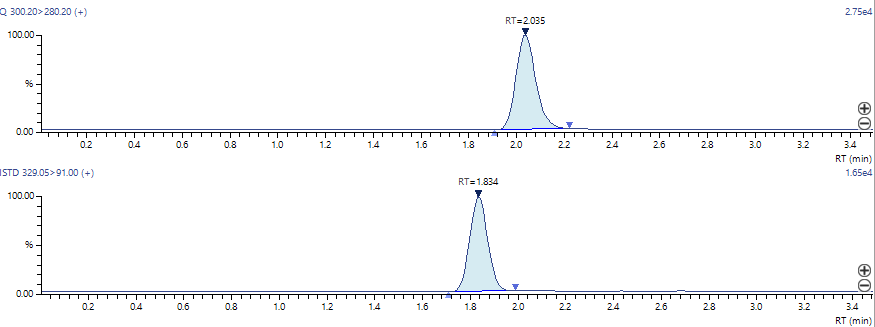 Q 300.20>280.20 (+) 2.75e4
RT=2.035
100.00
%
0.00
0.2 0.4 0.6 0.8 1.0 1.2 1.4 1.6 1.8 2.0 2.2 2.4 2.6 2.8 3.0 3.2 3.4
RT (min)
ISTD 329.05>91.00 (+) 1.65e4
RT=1.834
100.00
%
0.00
0.2 0.4 0.6 0.8 1.0 1.2 1.4 1.6 1.8 2.0 2.2 2.4 2.6 2.8 3.0 3.2 3.4
RT (min)